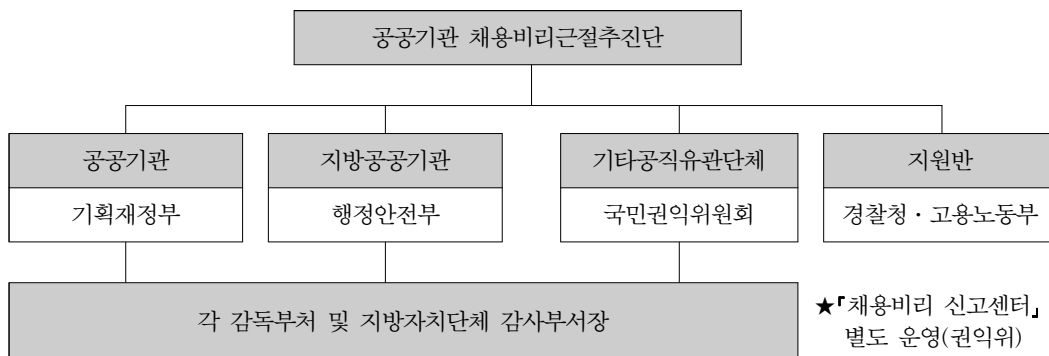 공공기관 채용비리근절추진단
공공기관
지방공공기관
기타공직유관단체
지원반
기획재정부
행정안전부
국민권익위원회
경찰청·고용노동부
각 감독부처 및 지방자치단체 감사부서장
★「채용비리 신고센터」
별도 운영(권익위)